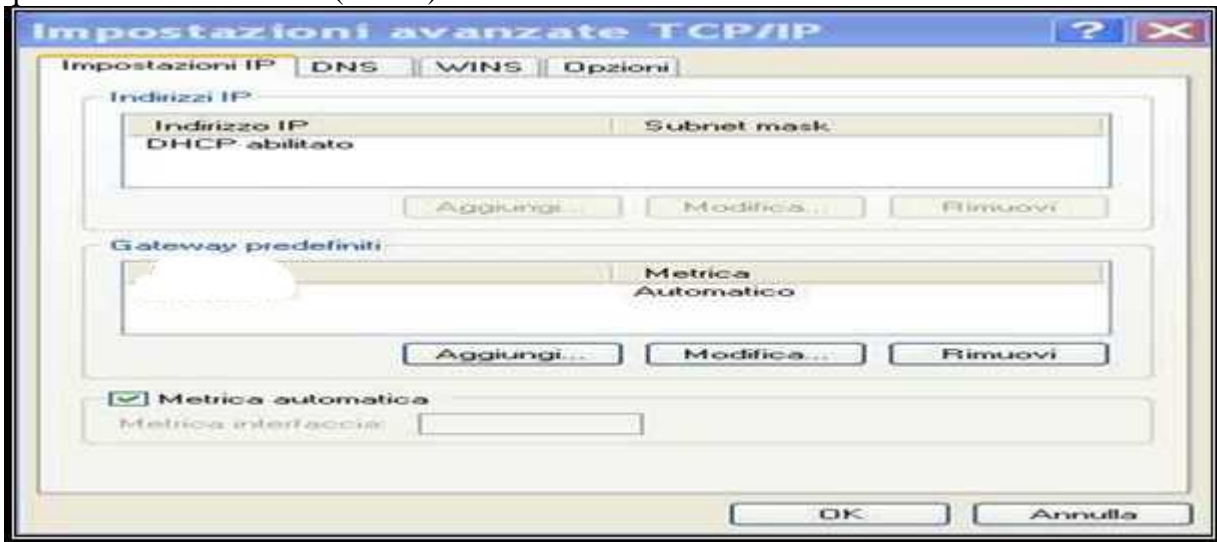 Impostazioni avanzate TCP/IP
Impostazioni IP DNS WINS Opzioni
Indirizzi IP
Indirizzo IP Subnet mask
DHCP abilitato
Aggiungi... Modifica... Rimuovi
Gateway predefiniti
Metrica
Automatico
Aggiungi... Modifica... Rimuovi
Metrica automatica
Metrica interfaccia:
OK Annulla